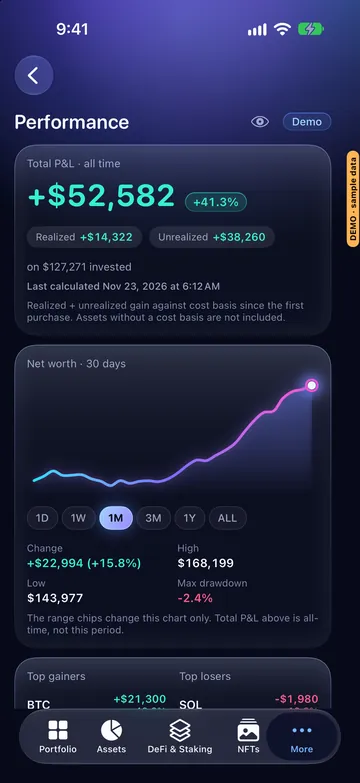 9:41
Performance
Demo
DEMO · sample data
Total P&L · all time
+$52,582 +41.3%
Realized +$14,322 Unrealized +$38,260
on $127,271 invested
Last calculated Nov 23, 2026 at 6:12 AM
Realized + unrealized gain against cost basis since the first
purchase. Assets without a cost basis are not included.
Net worth · 30 days
1D 1W 1M 3M 1Y ALL
Change High
+$22,994 (+15.8%) $168,199
Low Max drawdown
$143,977 -2.4%
The range chips change this chart only. Total P&L above is all-
time, not this period.
Top gainers Top losers
BTC +$21,300 SOL -$1,980
Portfolio Assets DeFi & Staking NFTs More